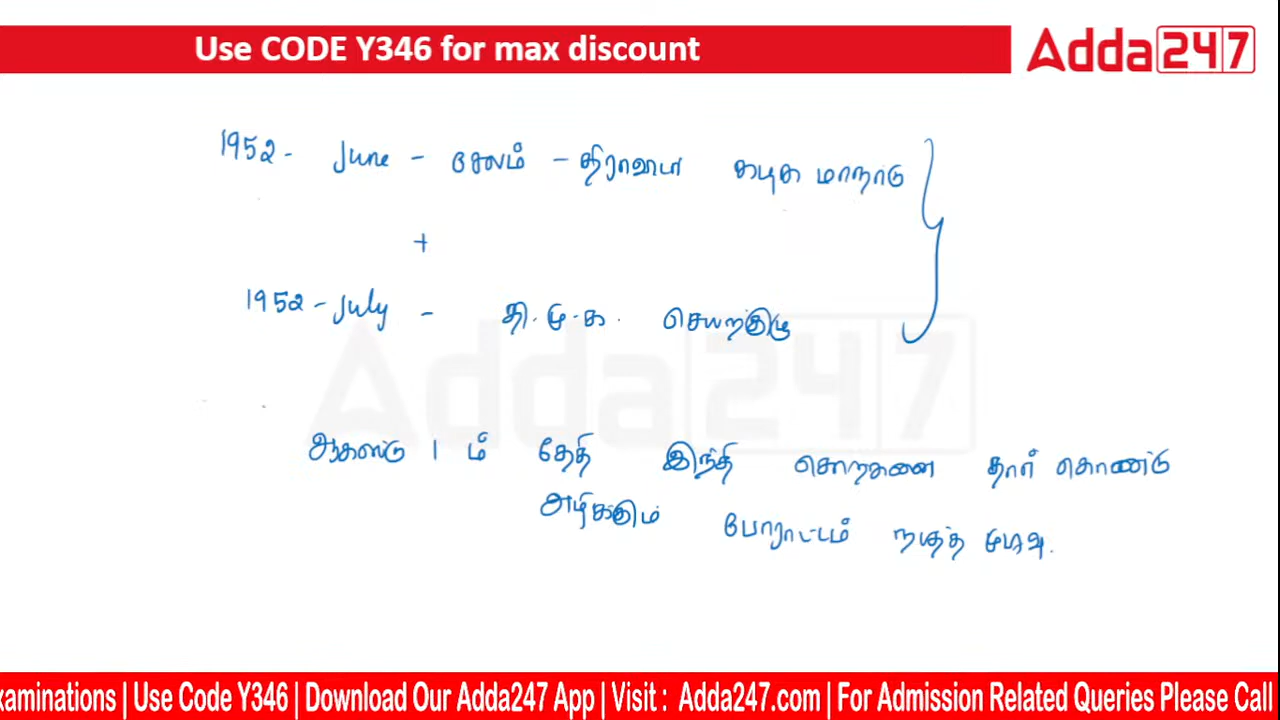 Use CODE Y346 for max discount
Adda247
1952 - June - சேலம் - திராவிடர் கழக மாநாடு
+
1952 - July - தி.மு.க. செயற்குழு
ஆகஸ்டு 1 ம் தேதி இந்தி சொற்களை தார் கொண்டு
அழிக்கும் போராட்டம் நடத்த முடிவு.
Adda247
xaminations | Use Code Y346 | Download Our Adda247 App | Visit : Adda247.com | For Admission Related Queries Please Call